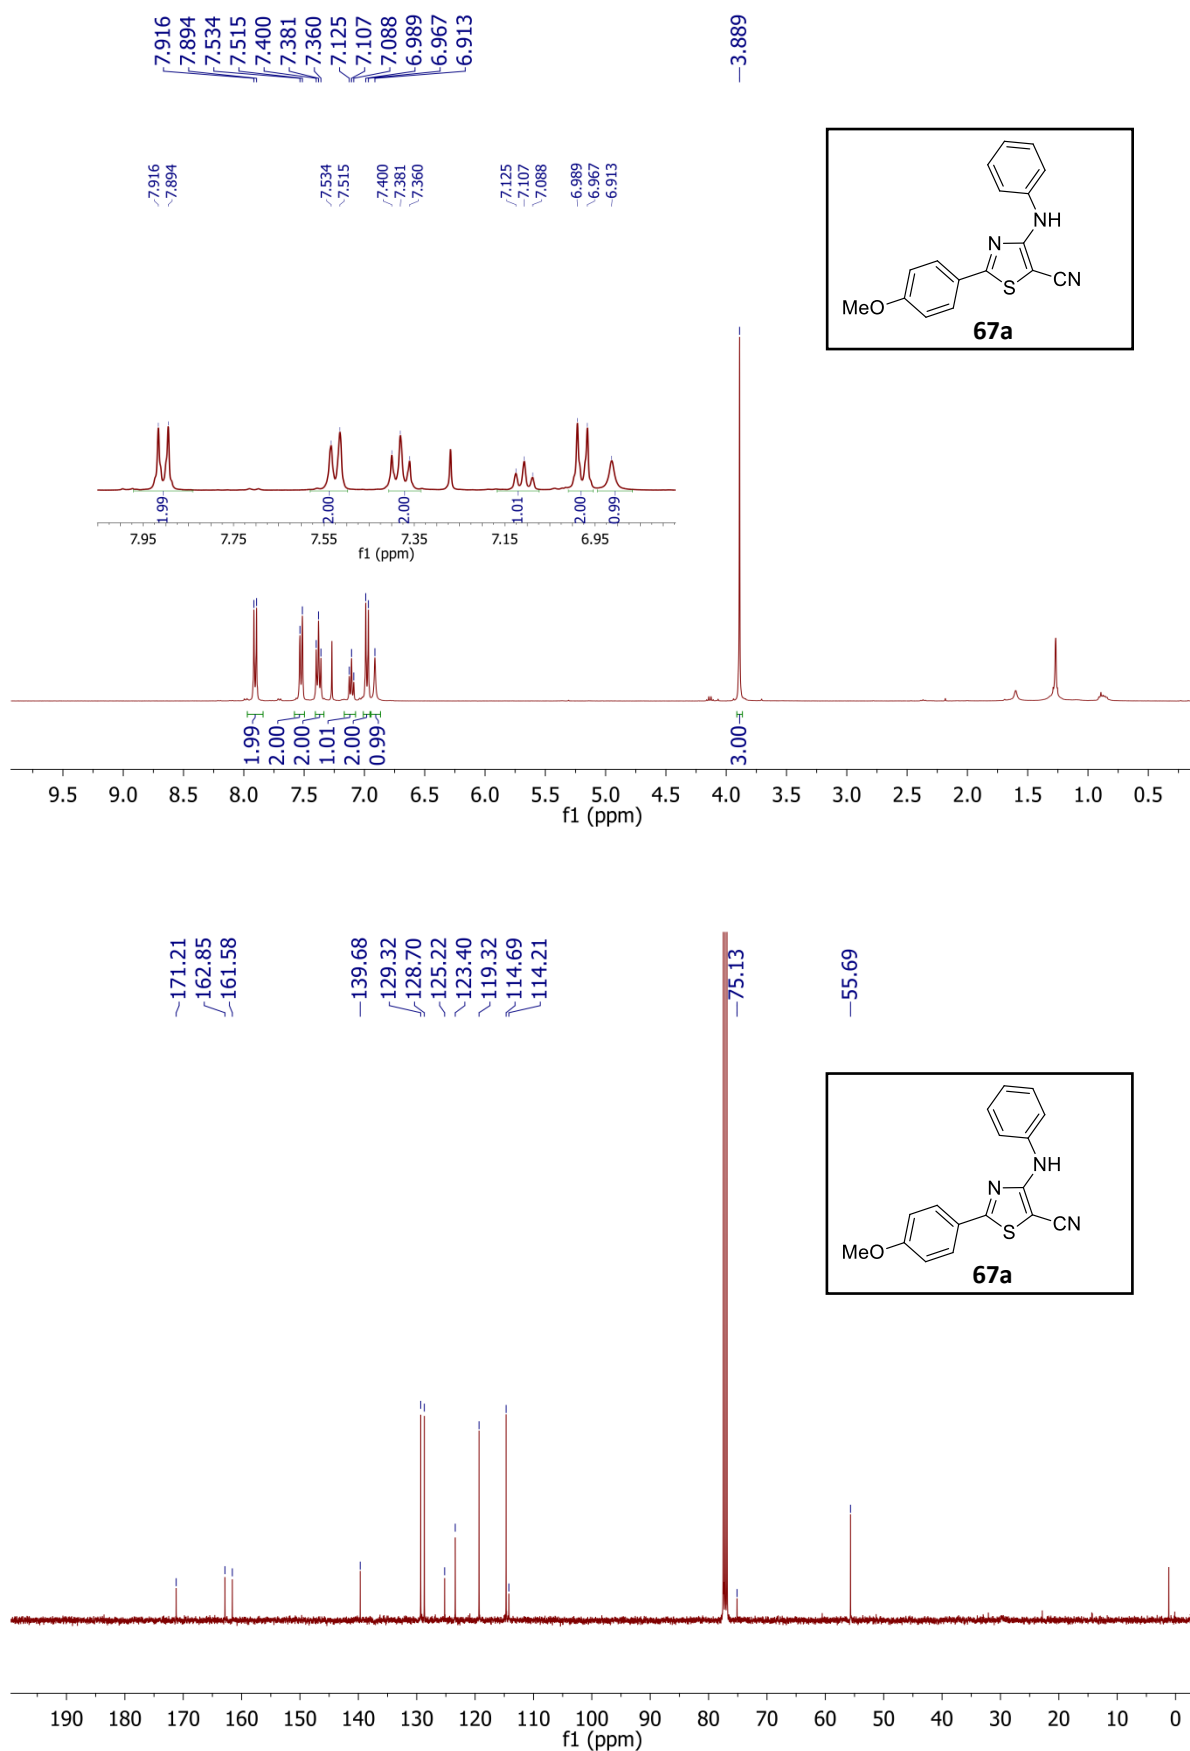 7.916
7.894
7.534
7.515
7.400
7.381
7.360
7.125
7.107
7.088
6.989
6.967
6.913
3.889
7.916
7.894
7.534
7.515
7.400
7.381
7.360
7.125
7.107
7.088
6.989
6.967
6.913
NH
N
S
CN
MeO
67a
1.99
2.00
2.00
1.01
2.00
0.99
7.95 7.75 7.55 7.35 7.15 6.95
f1 (ppm)
1.99
2.00
2.00
1.01
2.00
0.99
3.00
9.5 9.0 8.5 8.0 7.5 7.0 6.5 6.0 5.5 5.0 4.5 4.0 3.5 3.0 2.5 2.0 1.5 1.0 0.5
f1 (ppm)
171.21
162.85
161.58
139.68
129.32
128.70
125.22
123.40
119.32
114.69
114.21
75.13
55.69
NH
N
S
CN
MeO
67a
190 180 170 160 150 140 130 120 110 100 90 80 70 60 50 40 30 20 10 0
f1 (ppm)